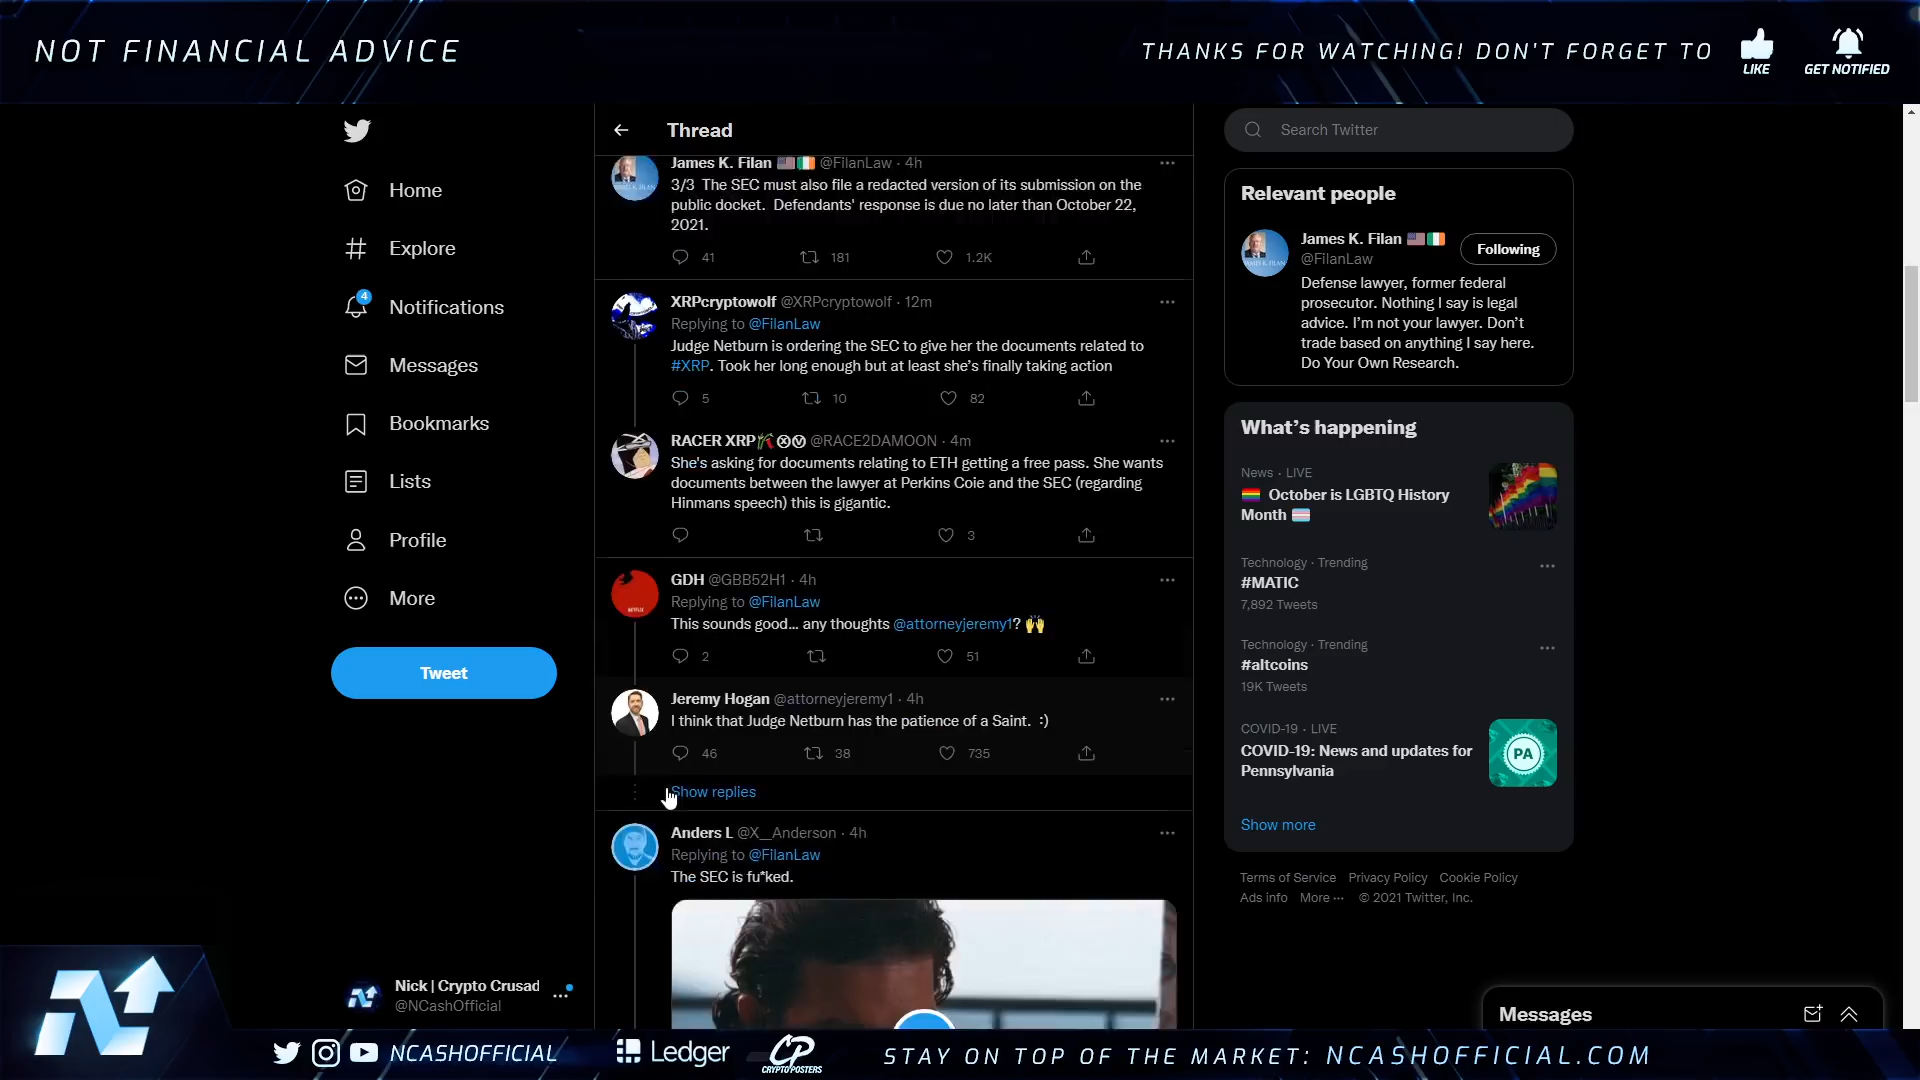 NOT FINANCIAL ADVICE
THANKS FOR WATCHING! DON'T FORGET TO
LIKE
GET NOTIFIED
Home
Explore
4
Notifications
Messages
Bookmarks
Lists
Profile
More
Tweet
Nick | Crypto Crusad
@NCashOfficial
Thread
James K. Filan 🇺🇸🇮🇪 @FilanLaw · 4h
3/3 The SEC must also file a redacted version of its submission on the
public docket. Defendants' response is due no later than October 22,
2021.
41 181 1.2K
XRPcryptowolf @XRPcryptowolf · 12m
Replying to @FilanLaw
Judge Netburn is ordering the SEC to give her the documents related to
#XRP. Took her long enough but at least she's finally taking action
5 10 82
RACER XRP @RACE2DAMOON · 4m
She's asking for documents relating to ETH getting a free pass. She wants
documents between the lawyer at Perkins Coie and the SEC (regarding
Hinmans speech) this is gigantic.
3
GDH @GBB52H1 · 4h
Replying to @FilanLaw
This sounds good... any thoughts @attorneyjeremy1? 🙌
2 51
Jeremy Hogan @attorneyjeremy1 · 4h
I think that Judge Netburn has the patience of a Saint. :)
46 38 735
Show replies
Anders L @X__Anderson · 4h
Replying to @FilanLaw
The SEC is fu*ked.
Search Twitter
Relevant people
James K. Filan 🇺🇸🇮🇪
@FilanLaw
Following
Defense lawyer, former federal
prosecutor. Nothing I say is legal
advice. I'm not your lawyer. Don't
trade based on anything I say here.
Do Your Own Research.
What's happening
News · LIVE
🏳️‍🌈 October is LGBTQ History
Month 🏳️‍⚧️
Technology · Trending
#MATIC
7,892 Tweets
Technology · Trending
#altcoins
19K Tweets
COVID-19 · LIVE
COVID-19: News and updates for
Pennsylvania
PA
Show more
Terms of Service Privacy Policy Cookie Policy
Ads info More ··· © 2021 Twitter, Inc.
Messages
NCASHOFFICIAL
Ledger
CP
CRYPTOPOSTERS
STAY ON TOP OF THE MARKET: NCASHOFFICIAL.COM